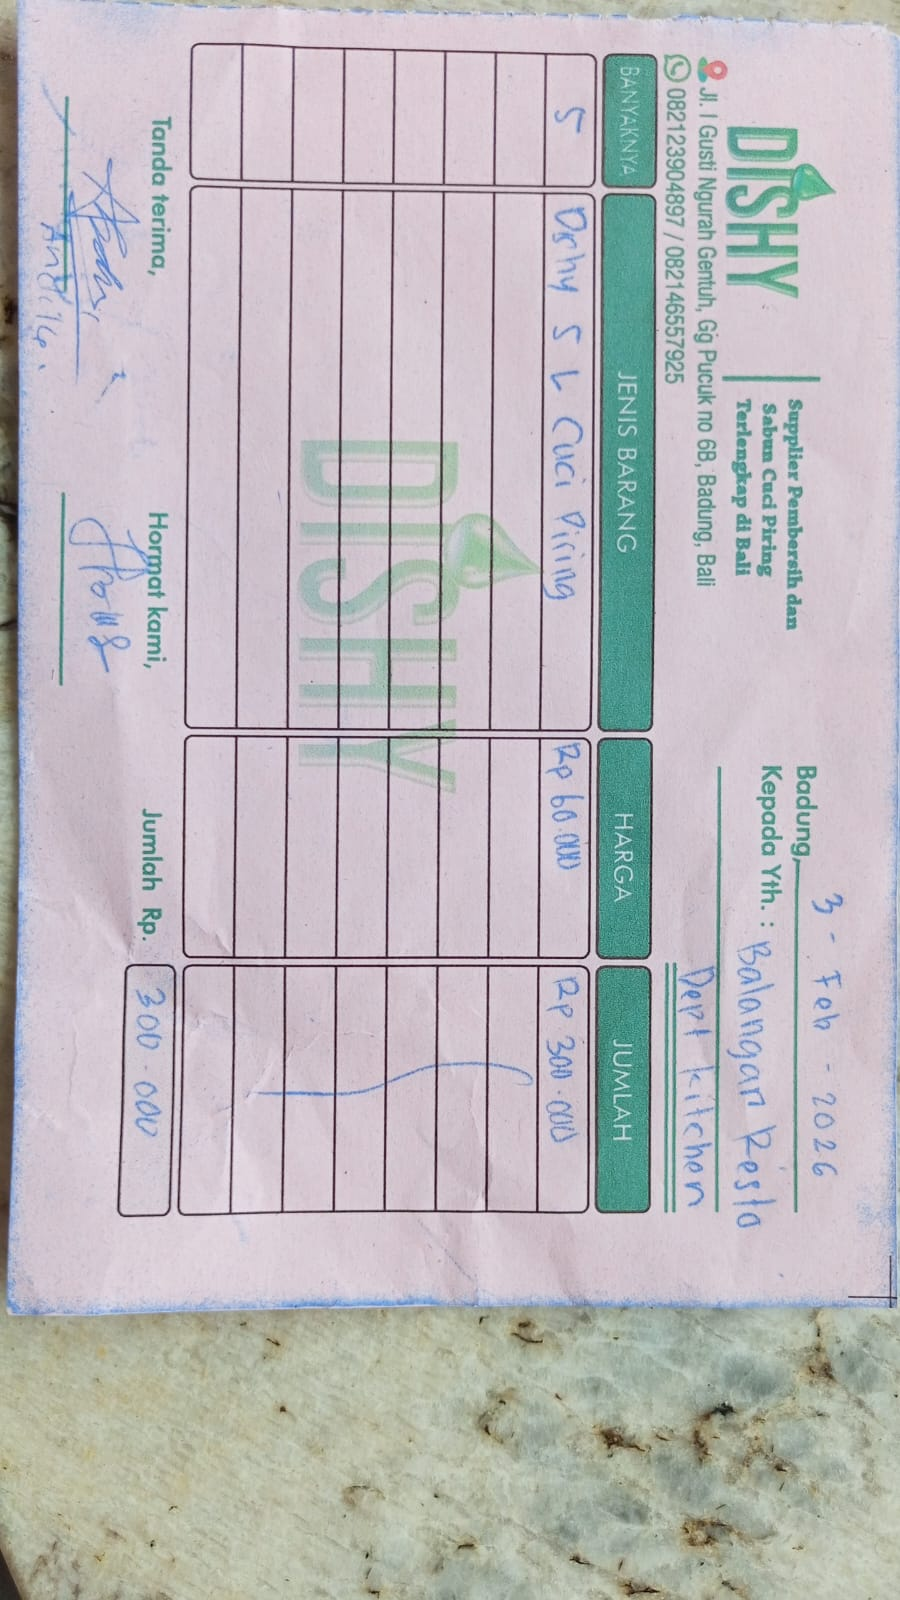 DISHY
Supplier Pembersih dan
Sabun Cuci Piring
Terlengkap di Bali
Jl. I Gusti Ngurah Gentuh, Gg Pucuk no 6B, Badung, Bali
082123904897 / 082146557925
Badung, 3 - Feb - 2026
Kepada Yth. : Balangan Resto
Dept kitchen
BANYAKNYA JENIS BARANG HARGA JUMLAH
5 Dishy 5 L Cuci Piring Rp 60.000 Rp 300.000
DISHY
Tanda terima, Hormat kami, Jumlah Rp. 300.000